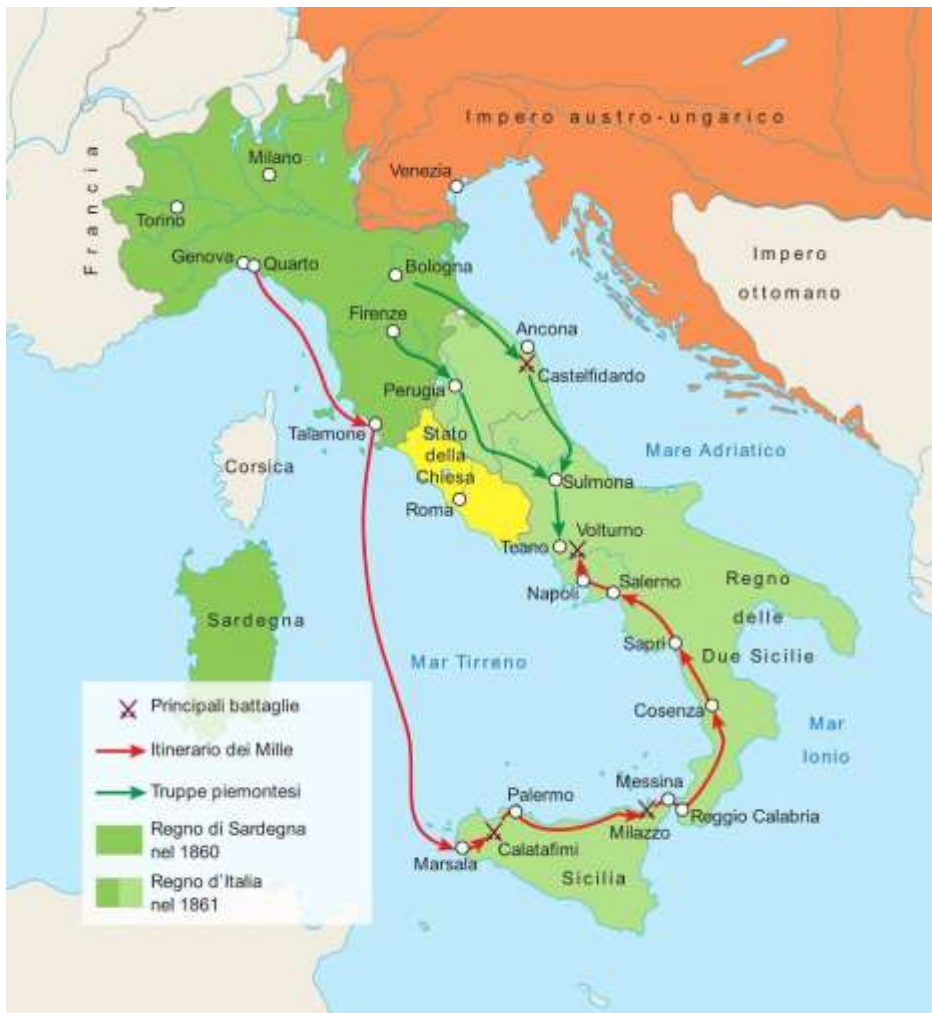 Impero austro-ungarico
Milano
Venezia
Torino
Francia
Genova
Quarto
Bologna
Impero
ottomano
Firenze
Ancona
Castelfidardo
Perugia
Talamone
Stato
della
Chiesa
Mare Adriatico
Corsica
Roma
Sulmona
Teano
Volturno
Napoli
Salerno
Regno
delle
Due Sicilie
Sardegna
Sapri
Mar Tirreno
Cosenza
Mar
Ionio
Principali battaglie
Itinerario dei Mille
Truppe piemontesi
Regno di Sardegna
nel 1860
Regno d'Italia
nel 1861
Messina
Palermo
Reggio Calabria
Milazzo
Marsala
Calatafimi
Sicilia